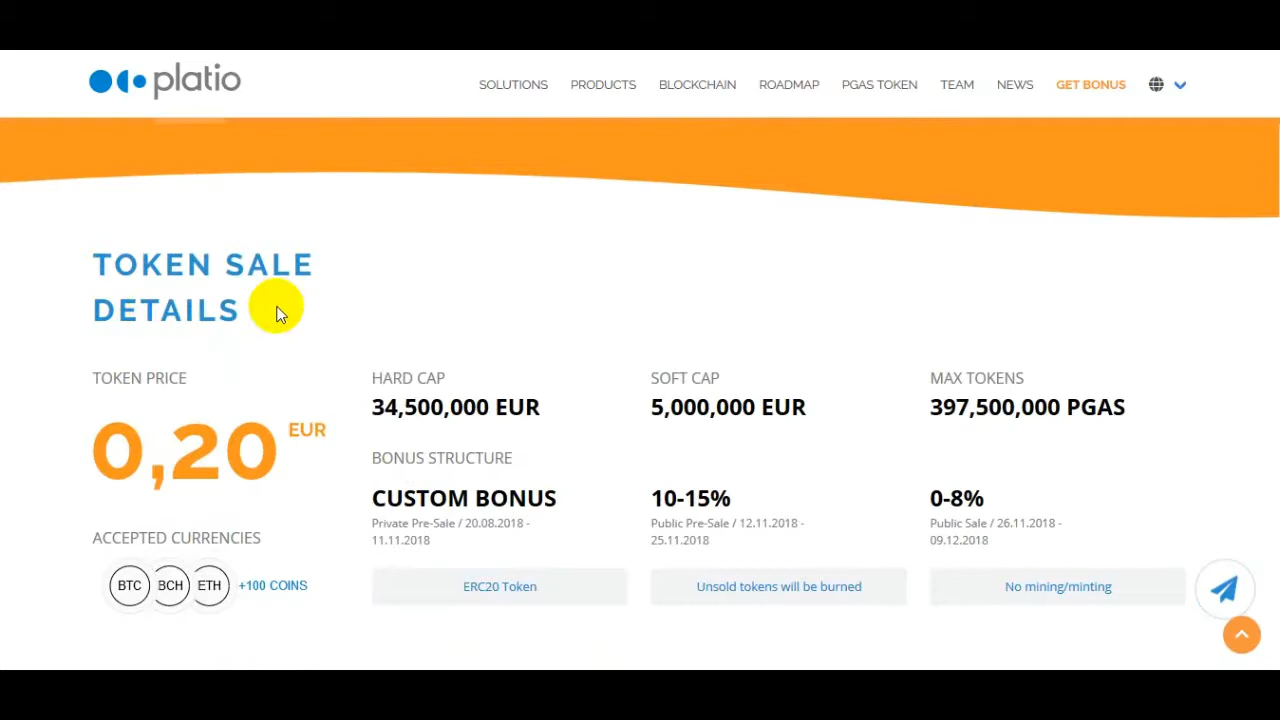 platio
SOLUTIONS PRODUCTS BLOCKCHAIN ROADMAP PGAS TOKEN TEAM NEWS GET BONUS
TOKEN SALE
DETAILS
TOKEN PRICE
0,20 EUR
ACCEPTED CURRENCIES
BTC BCH ETH +100 COINS
HARD CAP
34,500,000 EUR
SOFT CAP
5,000,000 EUR
MAX TOKENS
397,500,000 PGAS
BONUS STRUCTURE
CUSTOM BONUS
Private Pre-Sale / 20.08.2018 -
11.11.2018
10-15%
Public Pre-Sale / 12.11.2018 -
25.11.2018
0-8%
Public Sale / 26.11.2018 -
09.12.2018
ERC20 Token
Unsold tokens will be burned
No mining/minting